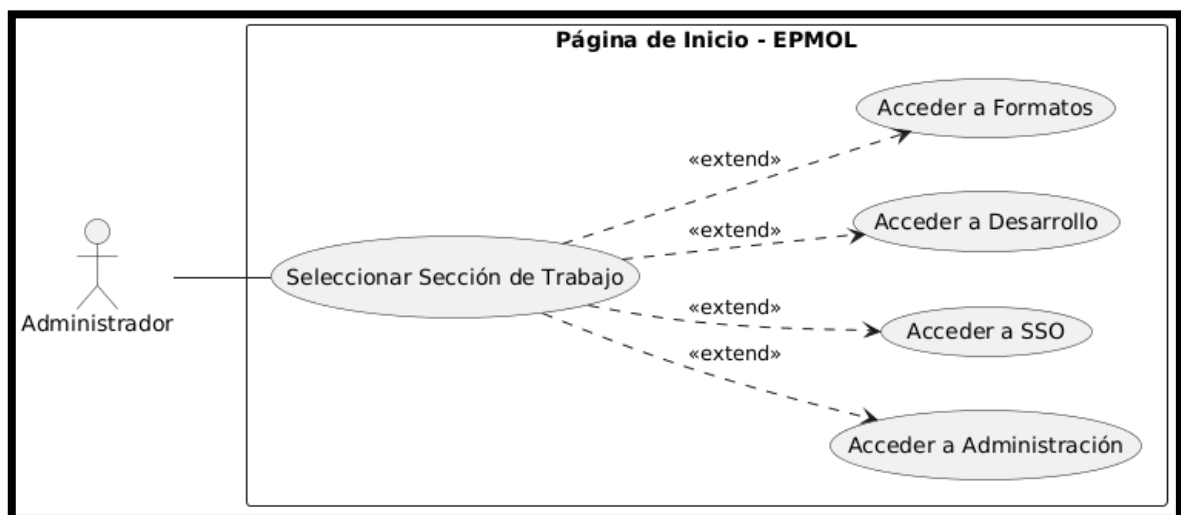 Página de Inicio - EPMOL
Acceder a Formatos
«extend»
Acceder a Desarrollo
«extend»
Seleccionar Sección de Trabajo
«extend»
Acceder a SSO
Administrador
«extend»
Acceder a Administración